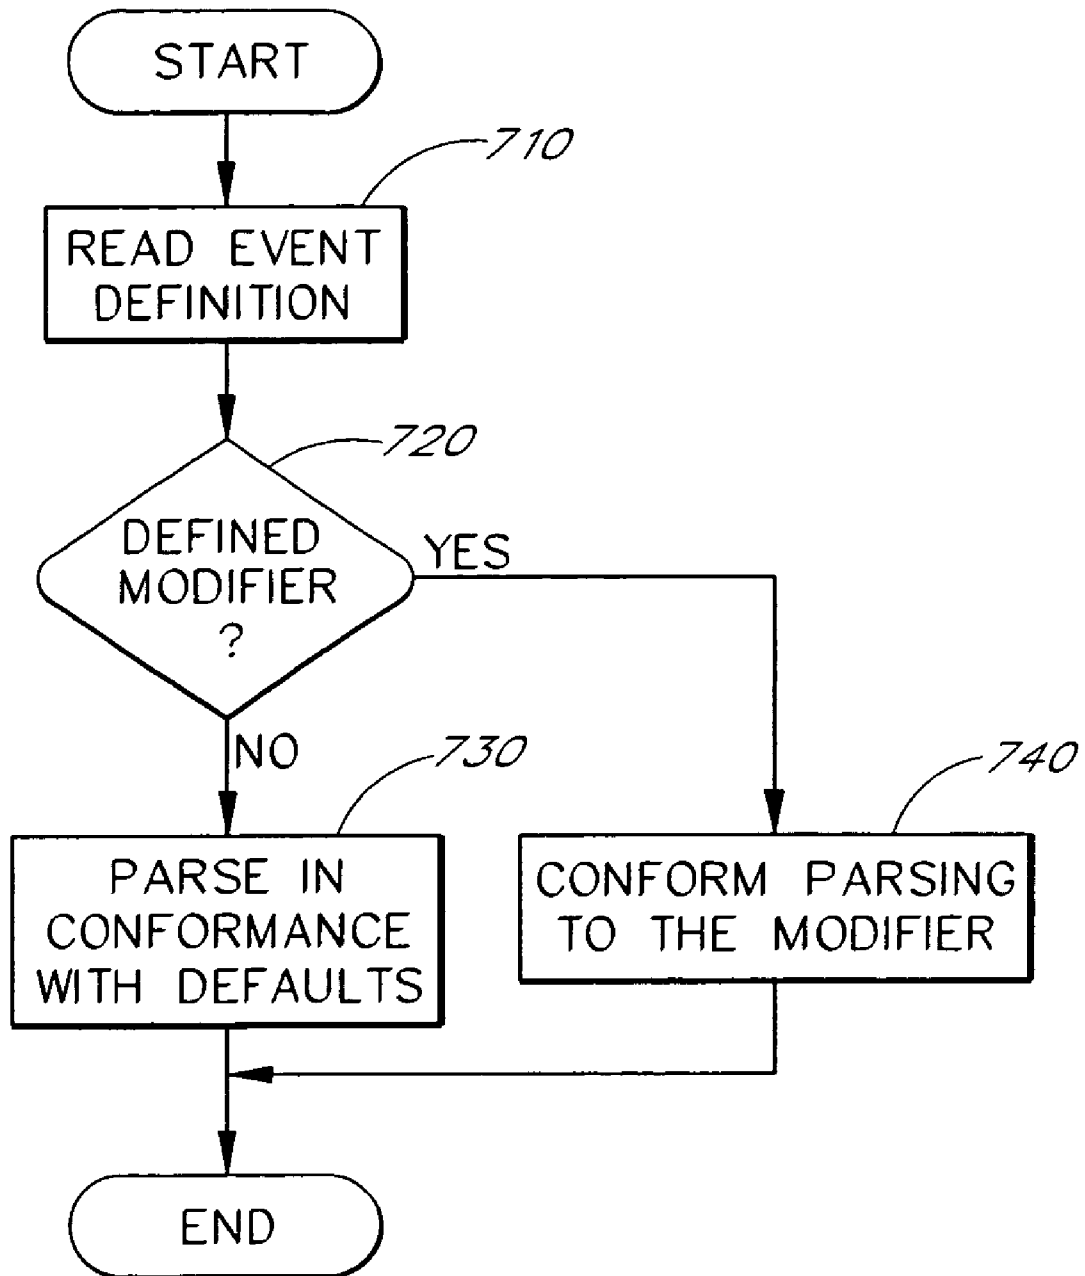 START
710
READ EVENT
DEFINITION
720
DEFINED
MODIFIER
?
YES
NO
730
740
PARSE IN
CONFORMANCE
WITH DEFAULTS
CONFORM PARSING
TO THE MODIFIER
END